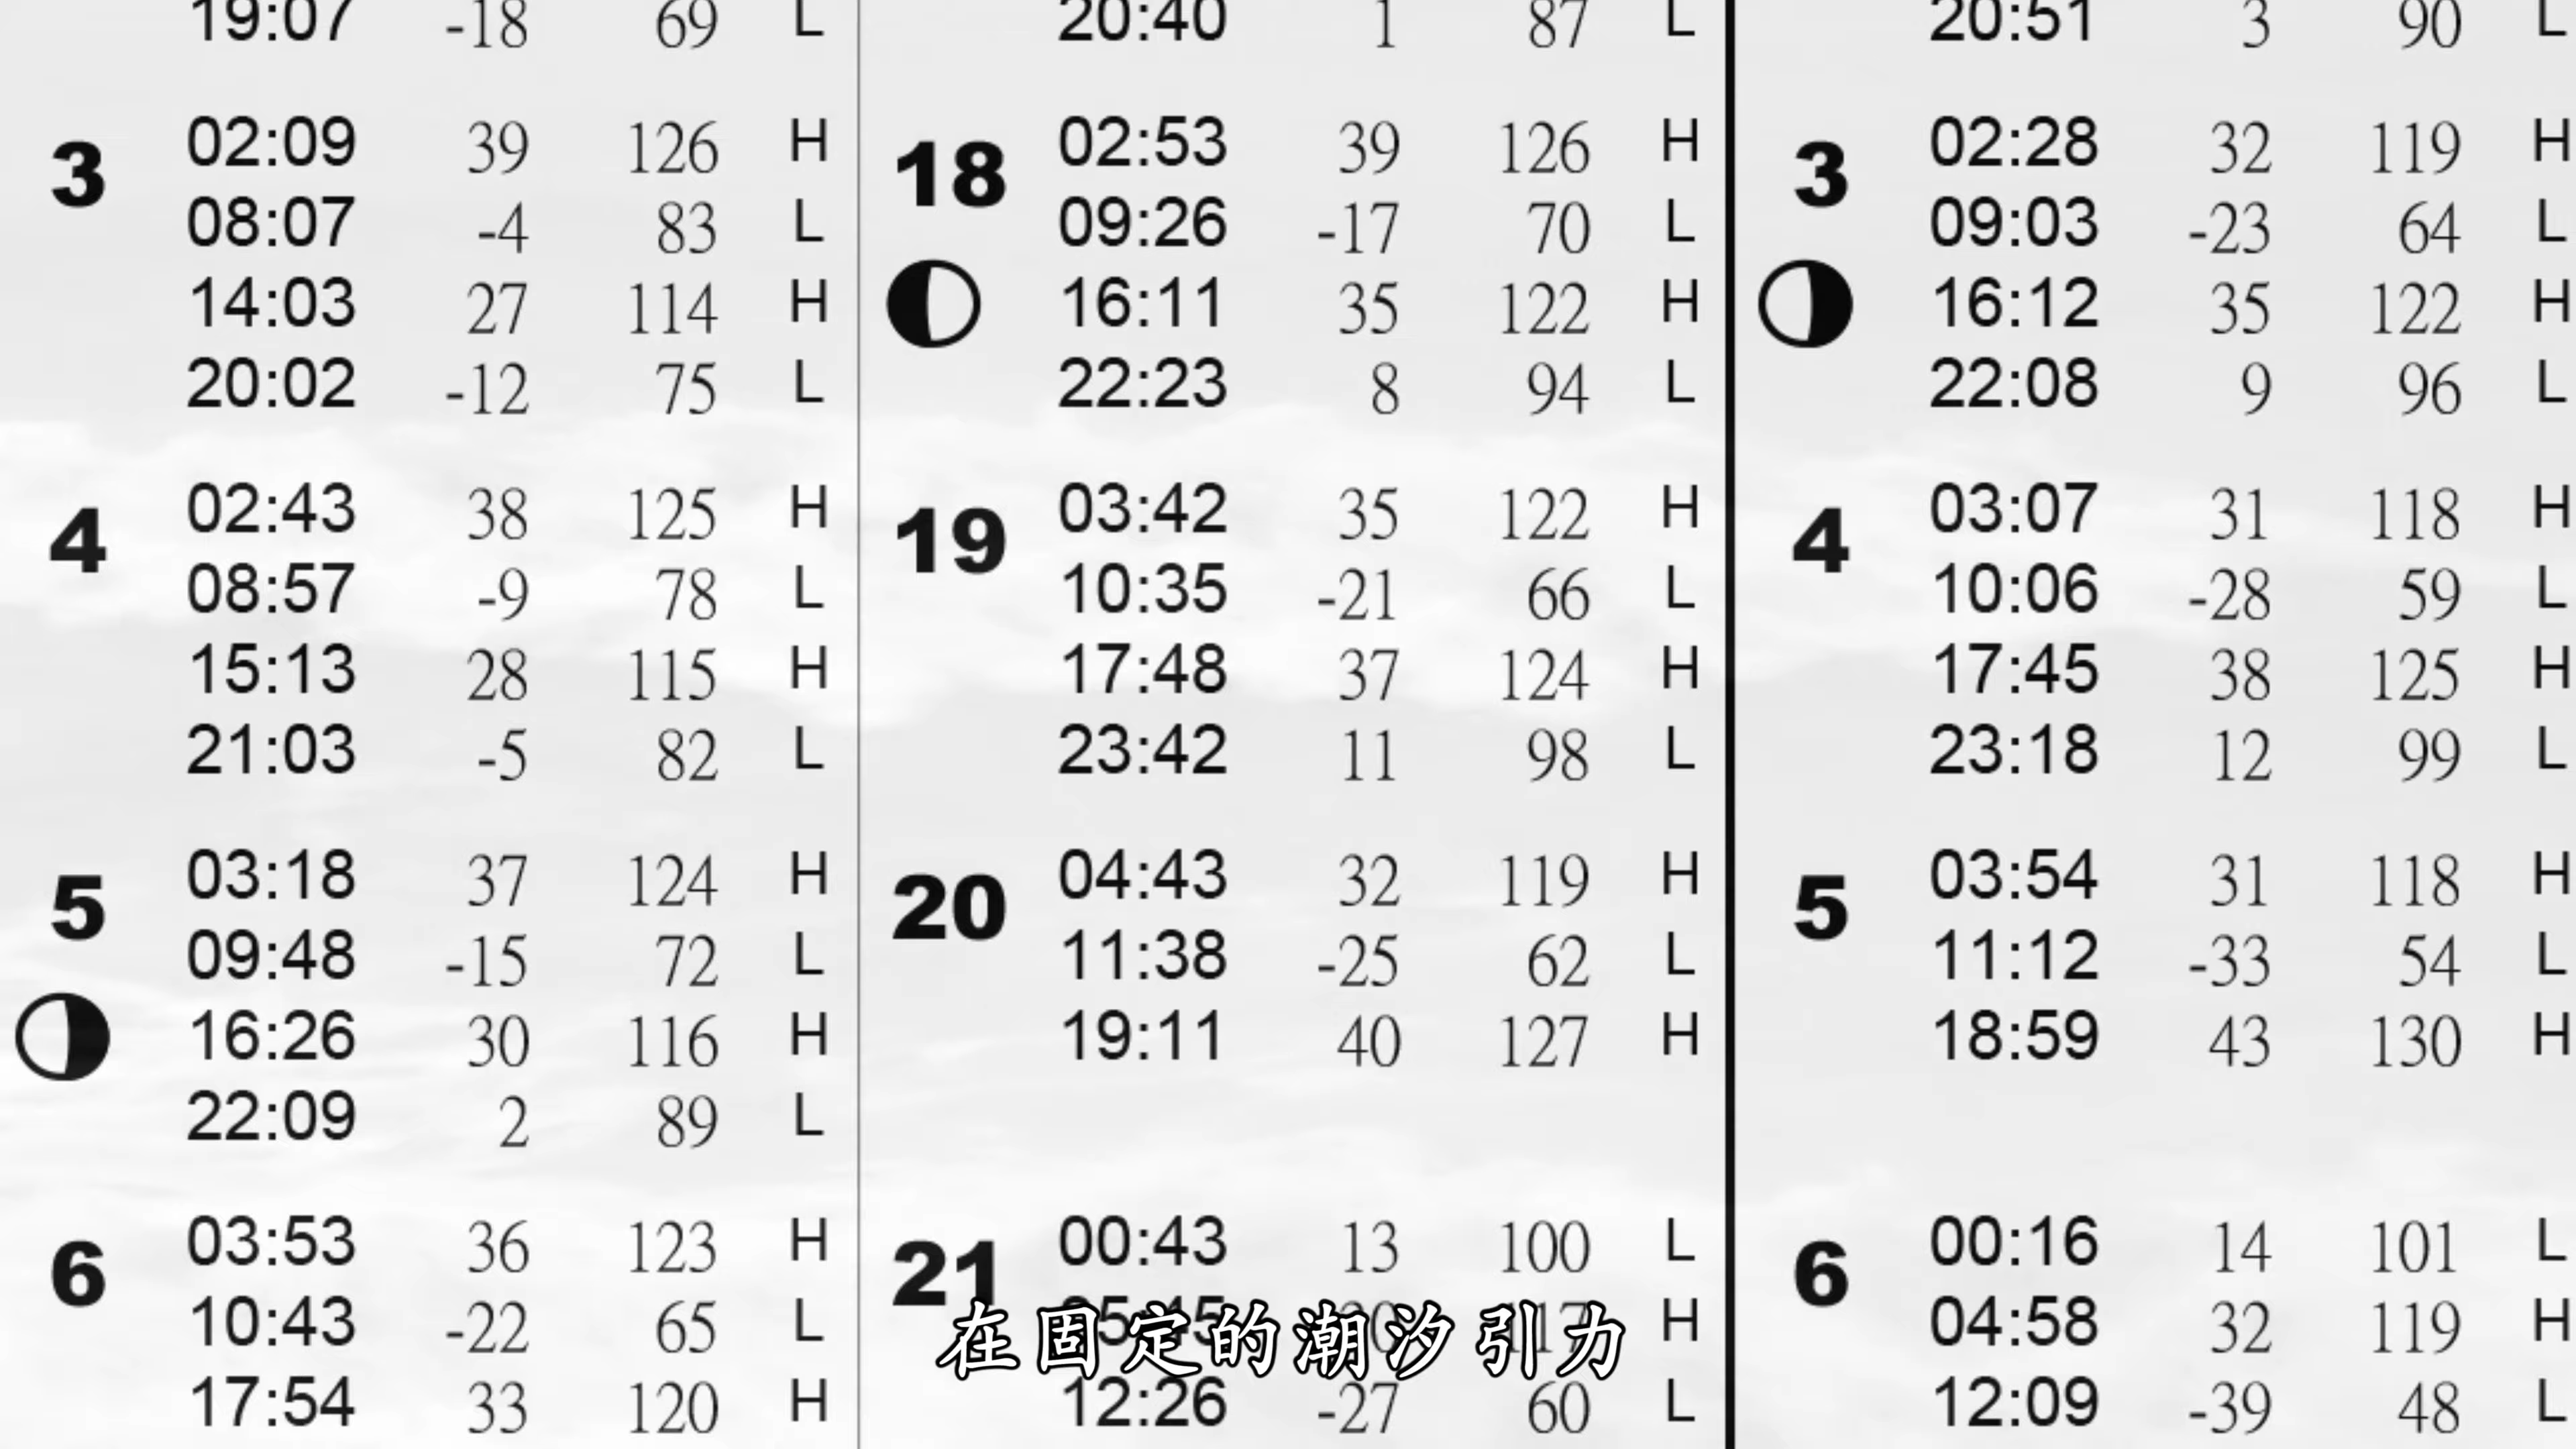 19:07 -18 69 L
3
02:09 39 126 H
08:07 -4 83 L
14:03 27 114 H
20:02 -12 75 L
4
02:43 38 125 H
08:57 -9 78 L
15:13 28 115 H
21:03 -5 82 L
5
03:18 37 124 H
09:48 -15 72 L
16:26 30 116 H
22:09 2 89 L
6
03:53 36 123 H
10:43 -22 65 L
17:54 33 120 H
20:40 1 87 L
18
02:53 39 126 H
09:26 -17 70 L
16:11 35 122 H
22:23 8 94 L
19
03:42 35 122 H
10:35 -21 66 L
17:48 37 124 H
23:42 11 98 L
20
04:43 32 119 H
11:38 -25 62 L
19:11 40 127 H
21
00:43 13 100 L
H
12:26 -27 60 L
20:51 3 90 L
3
02:28 32 119 H
09:03 -23 64 L
16:12 35 122 H
22:08 9 96 L
4
03:07 31 118 H
10:06 -28 59 L
17:45 38 125 H
23:18 12 99 L
5
03:54 31 118 H
11:12 -33 54 L
18:59 43 130 H
6
00:16 14 101 L
04:58 32 119 H
12:09 -39 48 L
在固定的潮汐引力